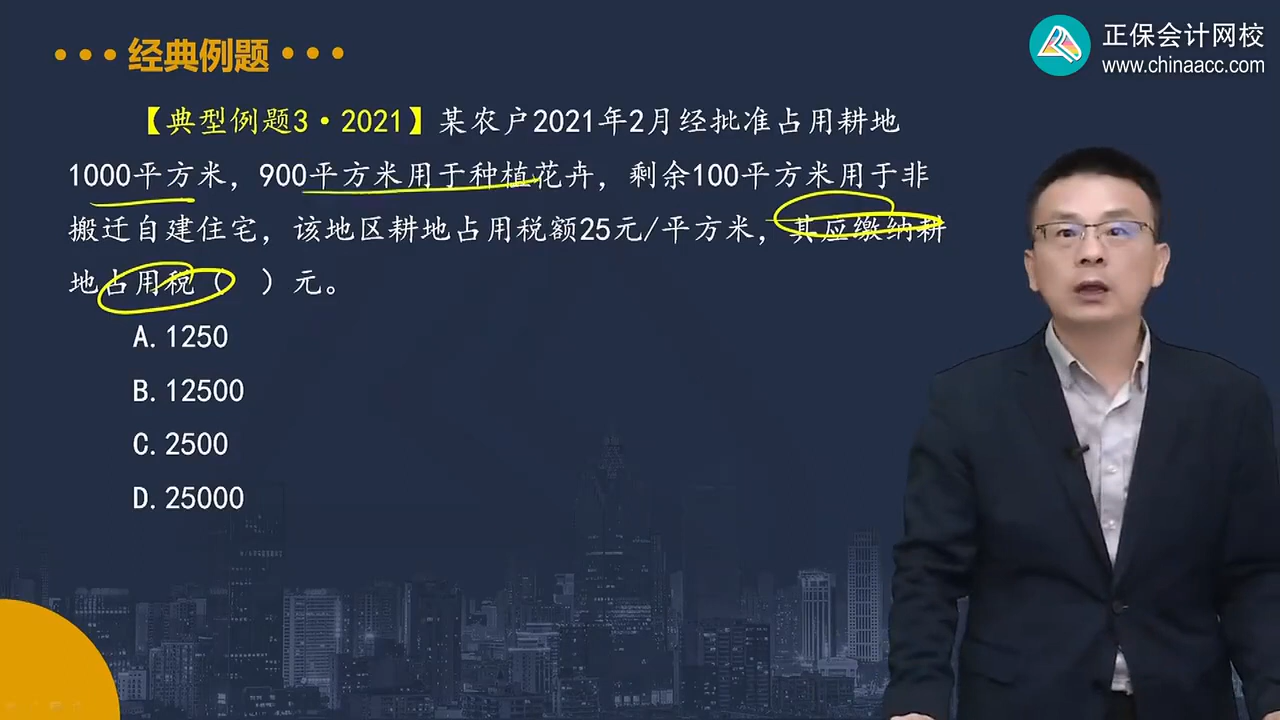 经典例题
正保会计网校
www.chinaacc.com
【典型例题3·2021】某农户2021年2月经批准占用耕地
1000平方米，900平方米用于种植花卉，剩余100平方米用于非
搬迁自建住宅，该地区耕地占用税额25元/平方米，其应缴纳耕
地占用税（ ）元。
A. 1250
B. 12500
C. 2500
D. 25000